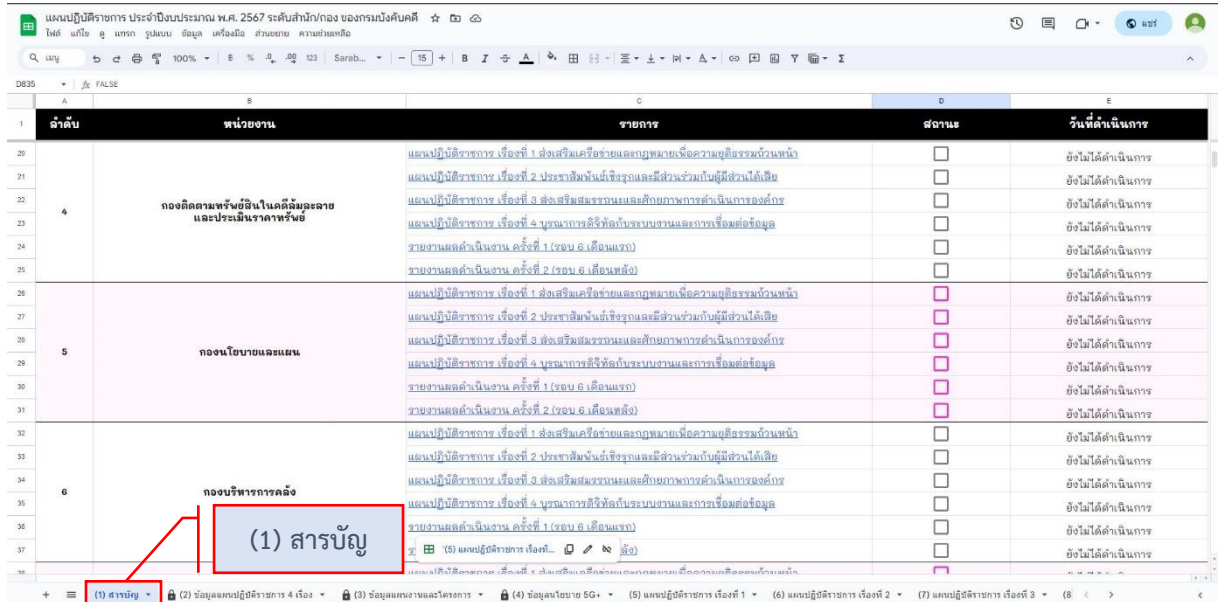 แผนปฏิบัติราชการ ประจำปีงบประมาณ พ.ศ. 2567 ระดับสำนัก/กอง ของกรมบังคับคดี
ไฟล์ แก้ไข ดู แทรก รูปแบบ ข้อมูล เครื่องมือ ส่วนขยาย ความช่วยเหลือ
แชร์
เมนู 100% ฿ % .0 .00 123 Sarab... 15 B I A
D835 fx FALSE
A B C D E
1 ลำดับ หน่วยงาน รายการ สถานะ วันที่ดำเนินการ
20 แผนปฏิบัติราชการ เรื่องที่ 1 ส่งเสริมเครือข่ายและกฎหมายเพื่อความยุติธรรมถ้วนหน้า ยังไม่ได้ดำเนินการ
21 แผนปฏิบัติราชการ เรื่องที่ 2 ประชาสัมพันธ์เชิงรุกและมีส่วนร่วมกับผู้มีส่วนได้เสีย ยังไม่ได้ดำเนินการ
22 แผนปฏิบัติราชการ เรื่องที่ 3 ส่งเสริมสมรรถนะและศักยภาพการดำเนินการองค์กร ยังไม่ได้ดำเนินการ
4 กองติดตามทรัพย์สินในคดีล้มละลาย
และประเมินราคาทรัพย์
23 แผนปฏิบัติราชการ เรื่องที่ 4 บูรณาการดิจิทัลกับระบบงานและการเชื่อมต่อข้อมูล ยังไม่ได้ดำเนินการ
24 รายงานผลดำเนินงาน ครั้งที่ 1 (รอบ 6 เดือนแรก) ยังไม่ได้ดำเนินการ
25 รายงานผลดำเนินงาน ครั้งที่ 2 (รอบ 6 เดือนหลัง) ยังไม่ได้ดำเนินการ
26 แผนปฏิบัติราชการ เรื่องที่ 1 ส่งเสริมเครือข่ายและกฎหมายเพื่อความยุติธรรมถ้วนหน้า ยังไม่ได้ดำเนินการ
27 แผนปฏิบัติราชการ เรื่องที่ 2 ประชาสัมพันธ์เชิงรุกและมีส่วนร่วมกับผู้มีส่วนได้เสีย ยังไม่ได้ดำเนินการ
28 แผนปฏิบัติราชการ เรื่องที่ 3 ส่งเสริมสมรรถนะและศักยภาพการดำเนินการองค์กร ยังไม่ได้ดำเนินการ
5 กองนโยบายและแผน
29 แผนปฏิบัติราชการ เรื่องที่ 4 บูรณาการดิจิทัลกับระบบงานและการเชื่อมต่อข้อมูล ยังไม่ได้ดำเนินการ
30 รายงานผลดำเนินงาน ครั้งที่ 1 (รอบ 6 เดือนแรก) ยังไม่ได้ดำเนินการ
31 รายงานผลดำเนินงาน ครั้งที่ 2 (รอบ 6 เดือนหลัง) ยังไม่ได้ดำเนินการ
32 แผนปฏิบัติราชการ เรื่องที่ 1 ส่งเสริมเครือข่ายและกฎหมายเพื่อความยุติธรรมถ้วนหน้า ยังไม่ได้ดำเนินการ
33 แผนปฏิบัติราชการ เรื่องที่ 2 ประชาสัมพันธ์เชิงรุกและมีส่วนร่วมกับผู้มีส่วนได้เสีย ยังไม่ได้ดำเนินการ
34 แผนปฏิบัติราชการ เรื่องที่ 3 ส่งเสริมสมรรถนะและศักยภาพการดำเนินการองค์กร ยังไม่ได้ดำเนินการ
6 กองบริหารการคลัง
35 แผนปฏิบัติราชการ เรื่องที่ 4 บูรณาการดิจิทัลกับระบบงานและการเชื่อมต่อข้อมูล ยังไม่ได้ดำเนินการ
36 รายงานผลดำเนินงาน ครั้งที่ 1 (รอบ 6 เดือนแรก) ยังไม่ได้ดำเนินการ
(1) สารบัญ
37 '(5) แผนปฏิบัติราชการ เรื่องที่... ลัง) ยังไม่ได้ดำเนินการ
(1) สารบัญ (2) ข้อมูลแผนปฏิบัติราชการ 4 เรื่อง (3) ข้อมูลแผนงานและโครงการ (4) ข้อมูลนโยบาย 5G+ (5) แผนปฏิบัติราชการ เรื่องที่ 1 (6) แผนปฏิบัติราชการ เรื่องที่ 2 (7) แผนปฏิบัติราชการ เรื่องที่ 3 (8